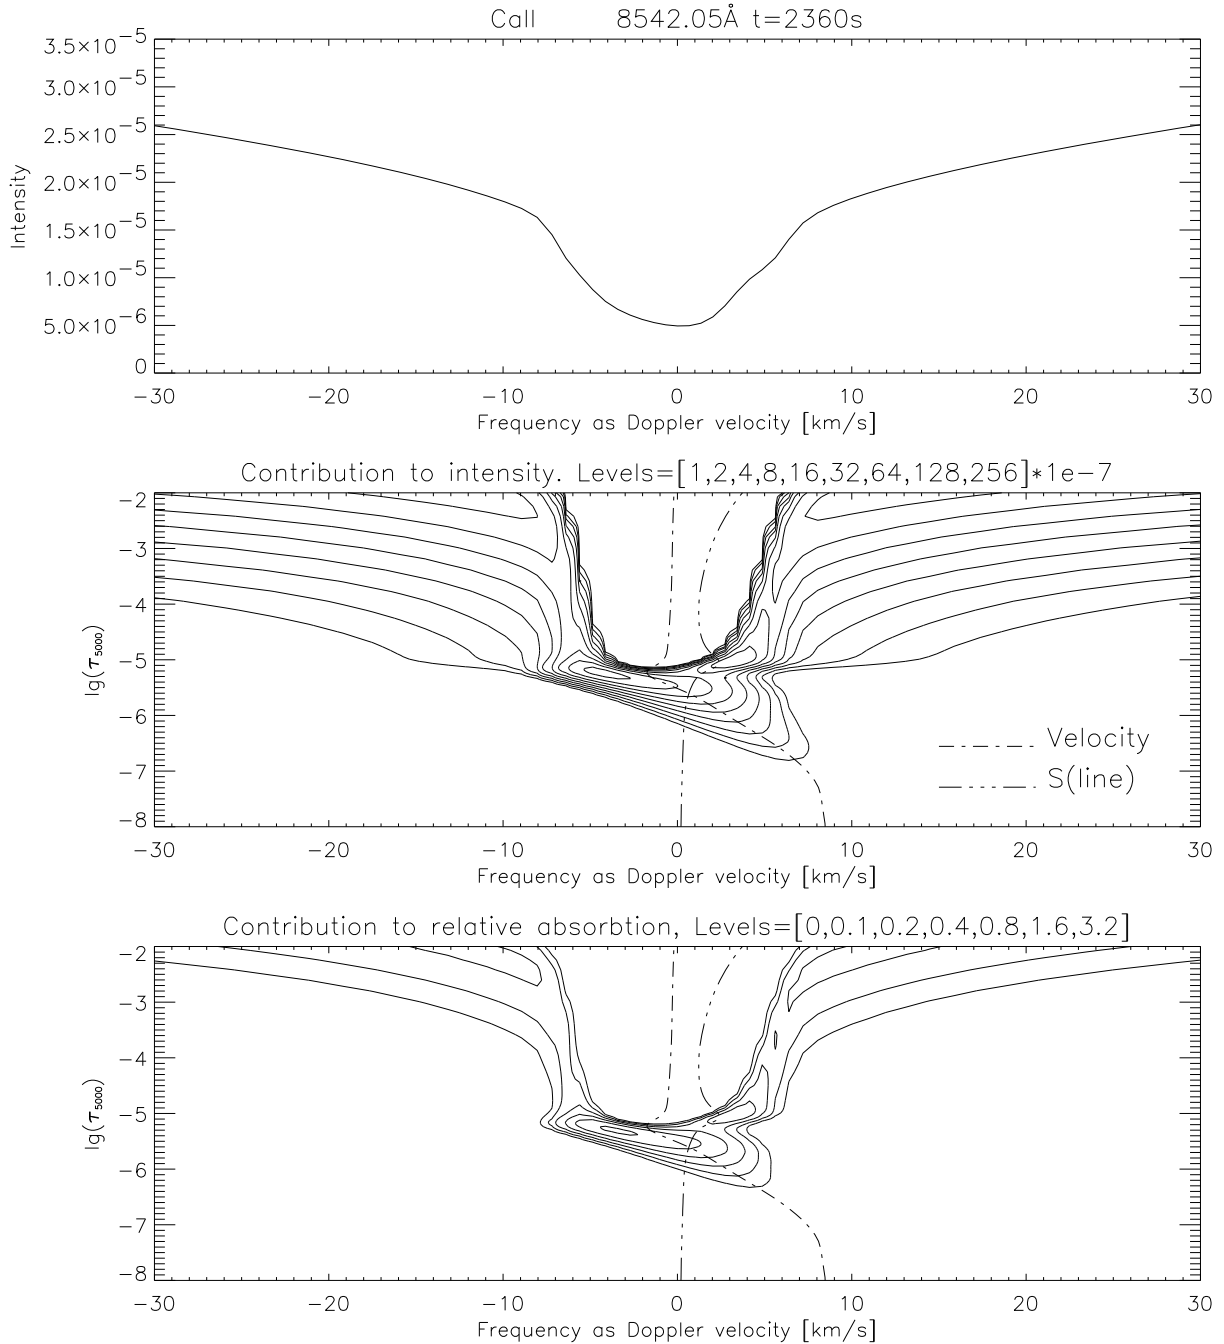 CaII 8542.05Å t=2360s
3.5×10⁻⁵
3.0×10⁻⁵
2.5×10⁻⁵
2.0×10⁻⁵
1.5×10⁻⁵
1.0×10⁻⁵
5.0×10⁻⁶
0
Intensity
-30 -20 -10 0 10 20 30
Frequency as Doppler velocity [km/s]
Contribution to intensity. Levels=[1,2,4,8,16,32,64,128,256]*1e-7
-2
-3
-4
-5
-6
-7
-8
lg(τ₅₀₀₀)
Velocity
S(line)
-30 -20 -10 0 10 20 30
Frequency as Doppler velocity [km/s]
Contribution to relative absorbtion, Levels=[0,0.1,0.2,0.4,0.8,1.6,3.2]
-2
-3
-4
-5
-6
-7
-8
lg(τ₅₀₀₀)
-30 -20 -10 0 10 20 30
Frequency as Doppler velocity [km/s]